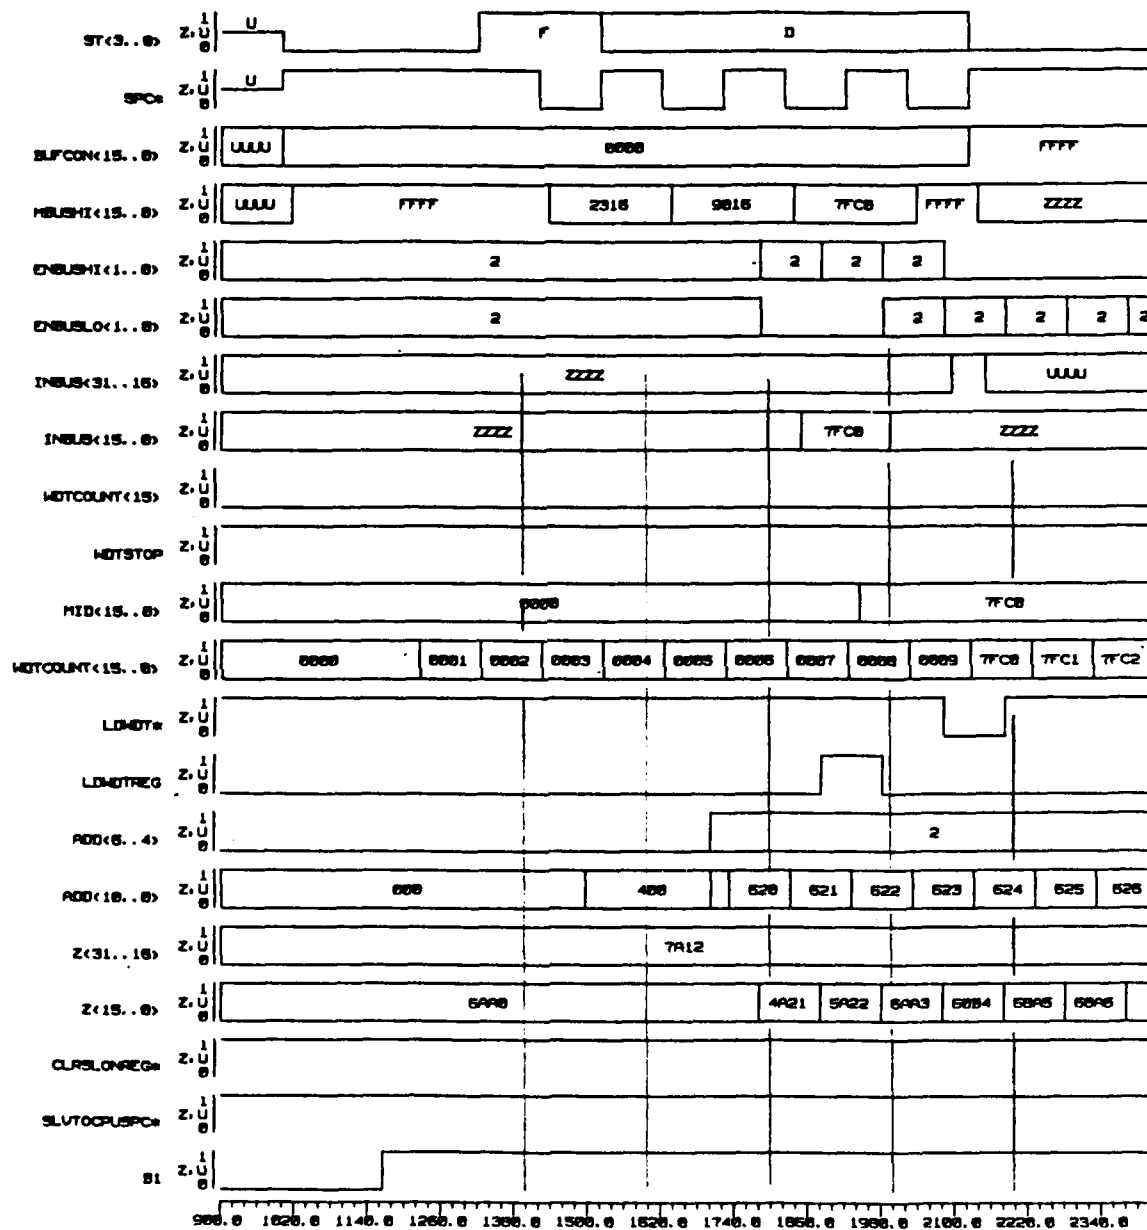 ST<3..0> Z,U 1 0 U F D
SPC* Z,U 1 0 U
BUFCON<15..0> Z,U 1 0 UUUU 0000 FFFF
MBUSHI<15..0> Z,U 1 0 UUUU FFFF 2316 9016 7FC0 FFFF ZZZZ
ENBUSHI<1..0> Z,U 1 0 2 2 2 2
ENBUSLO<1..0> Z,U 1 0 2 2 2 2 2 2
INBUS<31..16> Z,U 1 0 ZZZZ UUUU
INBUS<15..0> Z,U 1 0 ZZZZ 7FC0 ZZZZ
WDTCOUNT<15> Z,U 1 0
WDTSTOP Z,U 1 0
MID<15..0> Z,U 1 0 0000 7FC0
WDTCOUNT<15..0> Z,U 1 0 0000 0001 0002 0003 0004 0005 0006 0007 0008 0009 7FC0 7FC1 7FC2
LDWDT* Z,U 1 0
LDWDTREG Z,U 1 0
ADD<6..4> Z,U 1 0 2
ADD<10..0> Z,U 1 0 000 400 620 621 622 623 624 625 626
Z<31..16> Z,U 1 0 7A12
Z<15..0> Z,U 1 0 6AA0 4A21 5A22 6AA3 60B4 6BA5 6BA6
CLRSLONREG* Z,U 1 0
SLVTOCPUSPC* Z,U 1 0
B1 Z,U 1 0
900.0 1020.0 1140.0 1260.0 1380.0 1500.0 1620.0 1740.0 1860.0 1980.0 2100.0 2220.0 2340.0